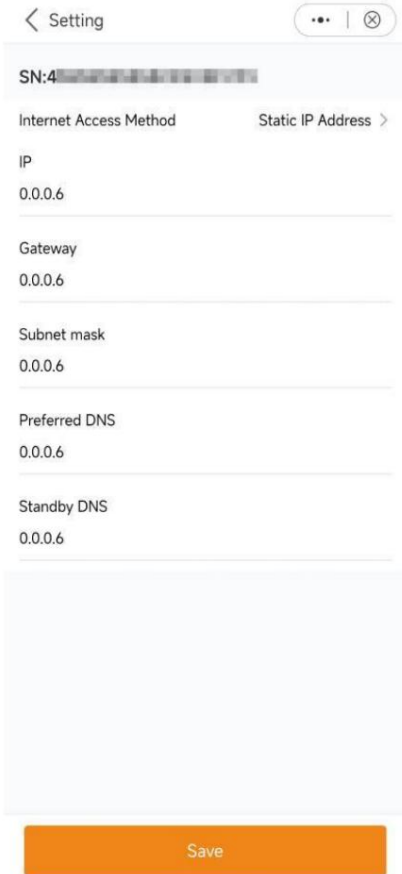 Setting
SN:4
Internet Access Method Static IP Address
IP
0.0.0.6
Gateway
0.0.0.6
Subnet mask
0.0.0.6
Preferred DNS
0.0.0.6
Standby DNS
0.0.0.6
Save